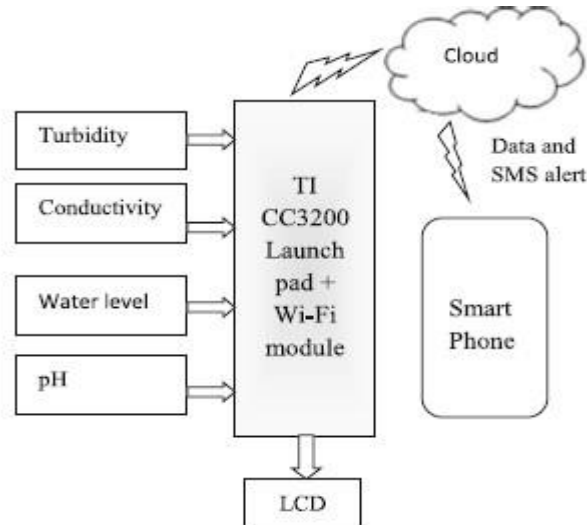 Cloud
Turbidity
Data and
SMS alert
Conductivity
TI
CC3200
Launch
pad +
Wi-Fi
module
Water level
Smart
Phone
pH
LCD